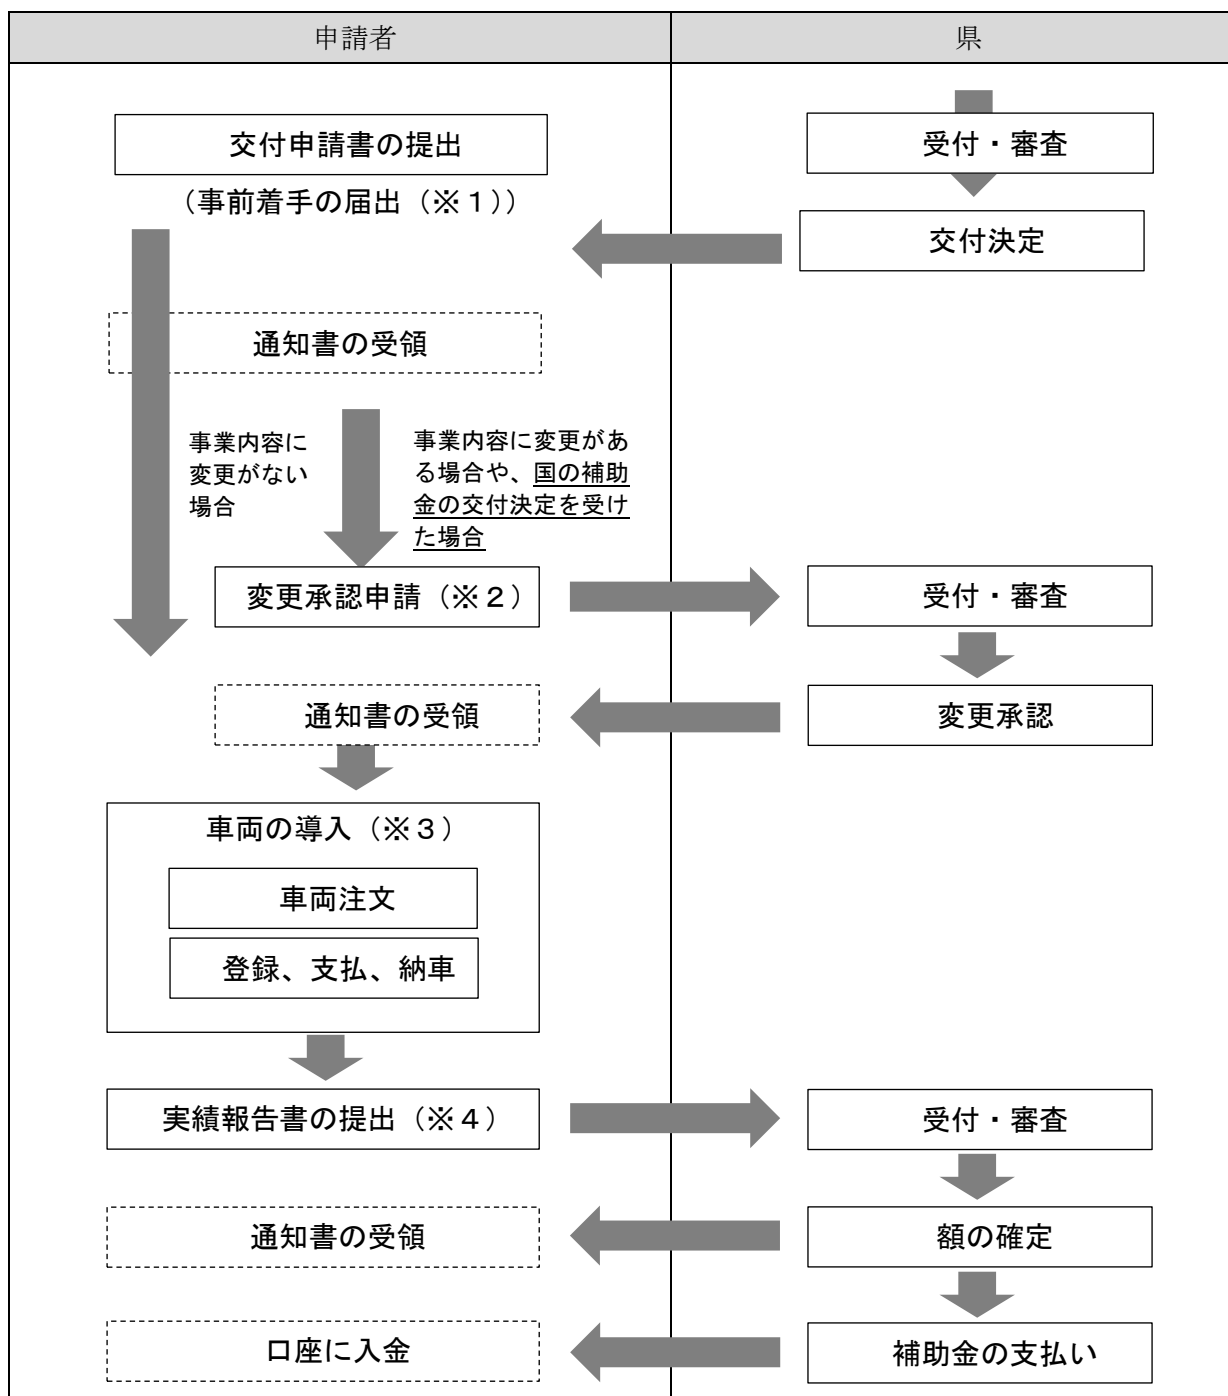 申請者
県
交付申請書の提出
受付・審査
（事前着手の届出（※１））
交付決定
通知書の受領
事業内容に
変更がない
場合
事業内容に変更があ
る場合や、国の補助
金の交付決定を受け
た場合
変更承認申請（※２）
受付・審査
通知書の受領
変更承認
車両の導入（※３）
車両注文
登録、支払、納車
実績報告書の提出（※４）
受付・審査
通知書の受領
額の確定
口座に入金
補助金の支払い